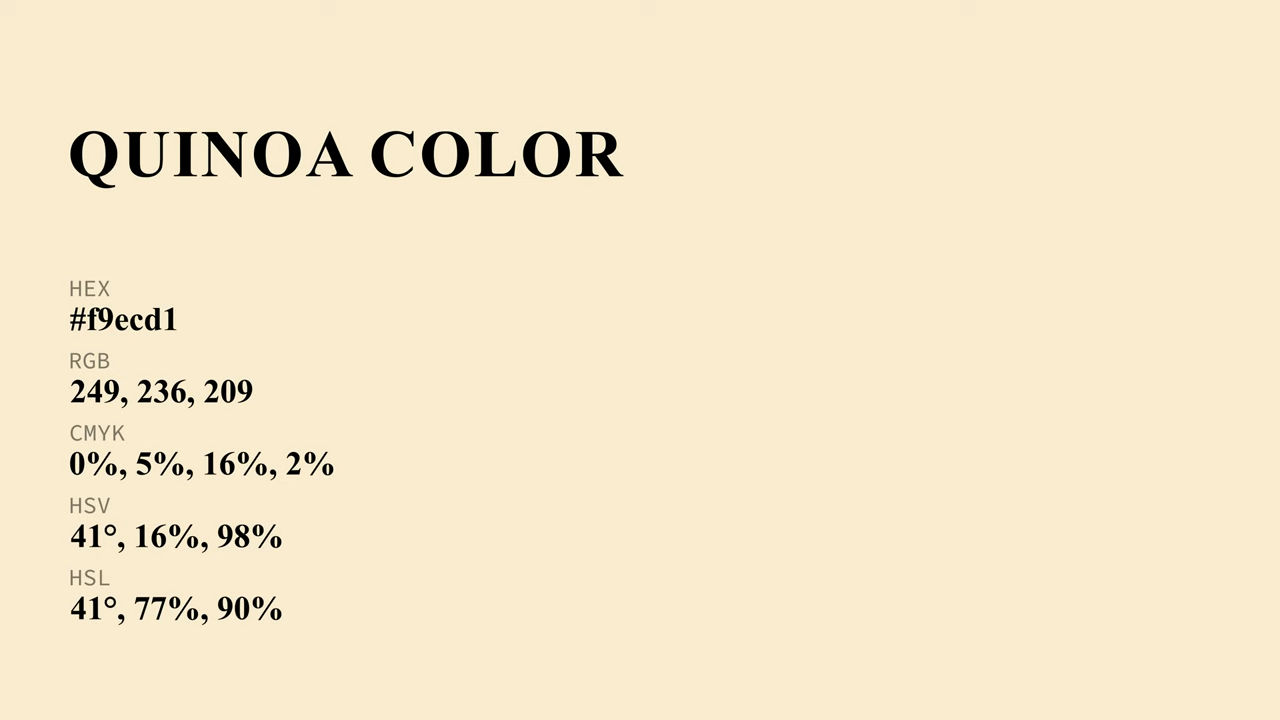 QUINOA COLOR
HEX
#f9ecd1
RGB
249, 236, 209
CMYK
0%, 5%, 16%, 2%
HSV
41°, 16%, 98%
HSL
41°, 77%, 90%